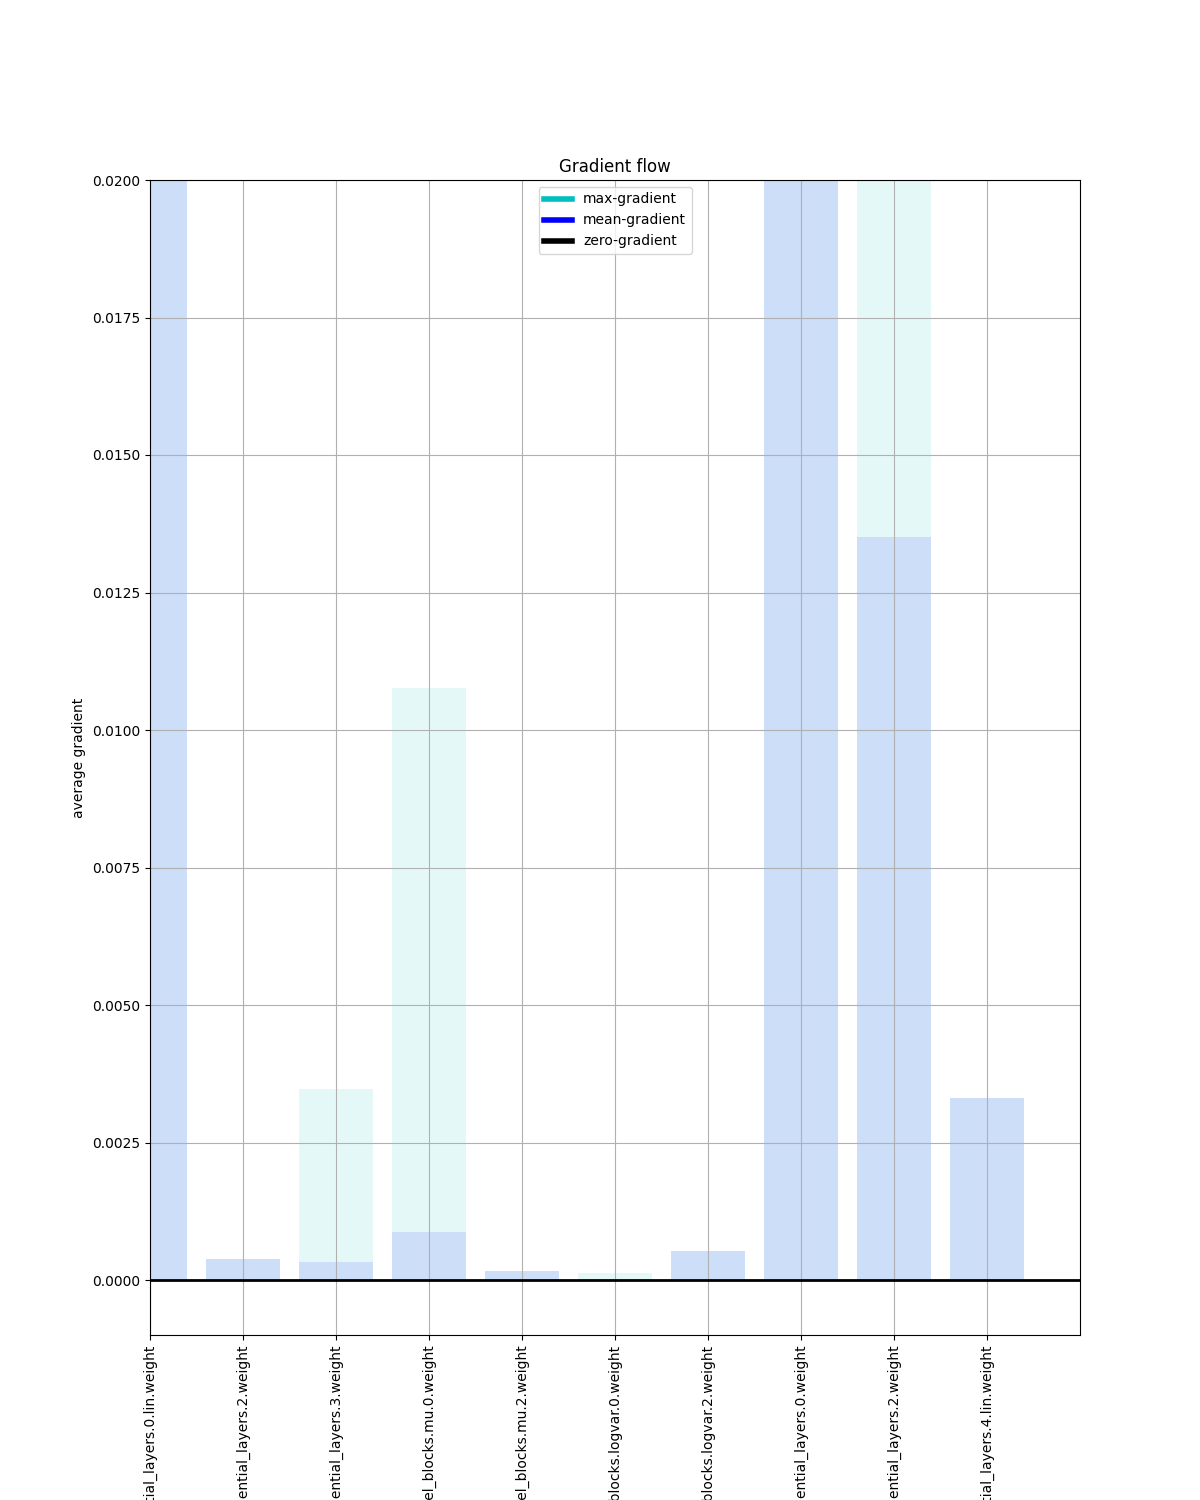 Gradient flow
max-gradient
mean-gradient
zero-gradient
0.0200
0.0175
0.0150
0.0125
0.0100
0.0075
0.0050
0.0025
0.0000
average gradient
tial_layers.0.lin.weight
ential_layers.2.weight
ential_layers.3.weight
el_blocks.mu.0.weight
el_blocks.mu.2.weight
blocks.logvar.0.weight
blocks.logvar.2.weight
ential_layers.0.weight
ential_layers.2.weight
tial_layers.4.lin.weight